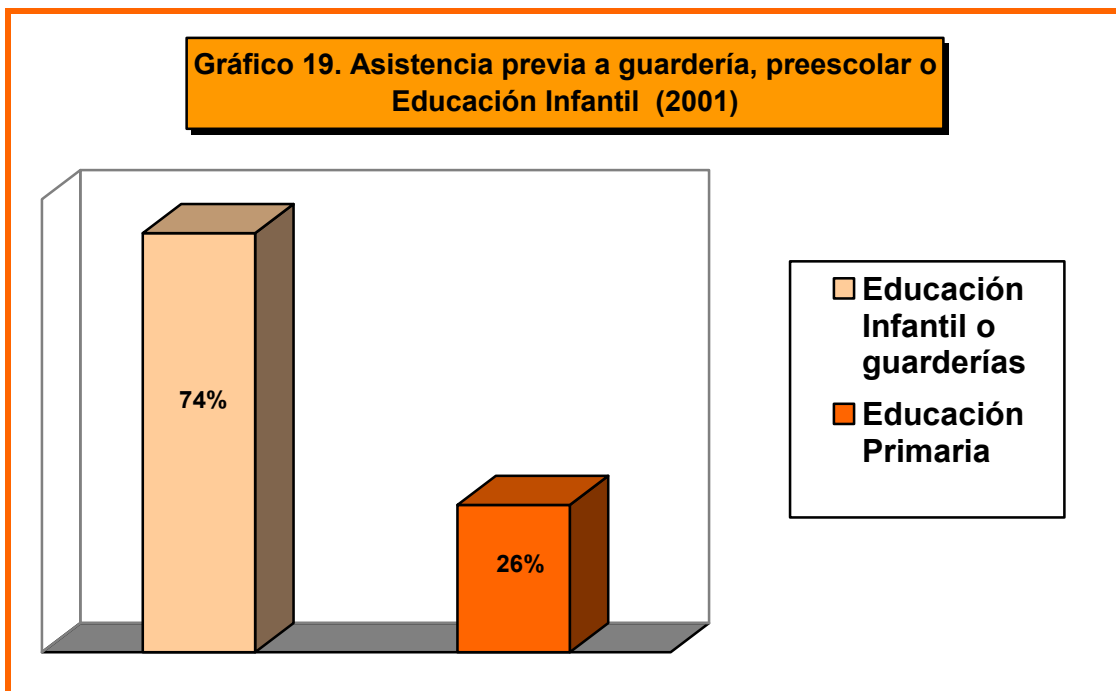 Gráfico 19. Asistencia previa a guardería, preescolar o
Educación Infantil (2001)
74%
26%
Educación
Infantil o
guarderías
Educación
Primaria